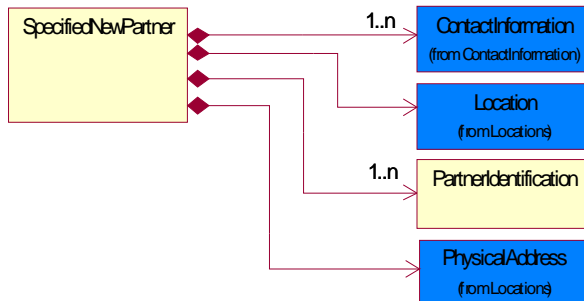 SpecifiedNewPartner
1..n
ContactInformation
(from ContactInformation)
Location
(from Locations)
1..n
PartnerIdentification
PhysicalAddress
(from Locations)